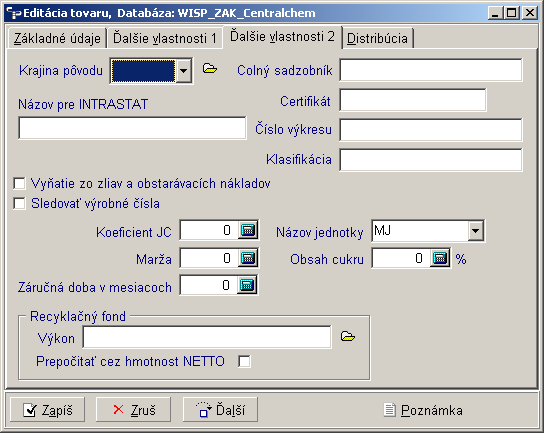 Editácia tovaru, Databáza: WISP_ZAK_Centralchem
Základné údaje Ďalšie vlastnosti 1 Ďalšie vlastnosti 2 Distribúcia
Krajina pôvodu Colný sadzobník
Certifikát
Názov pre INTRASTAT
Číslo výkresu
Klasifikácia
Vyňatie zo zliav a obstarávacích nákladov
Sledovať výrobné čísla
Koeficient JC 0 Názov jednotky MJ
Marža 0 Obsah cukru 0 %
Záručná doba v mesiacoch 0
Recyklačný fond
Výkon
Prepočítať cez hmotnosť NETTO
Zapíš Zruš Ďalší Poznámka